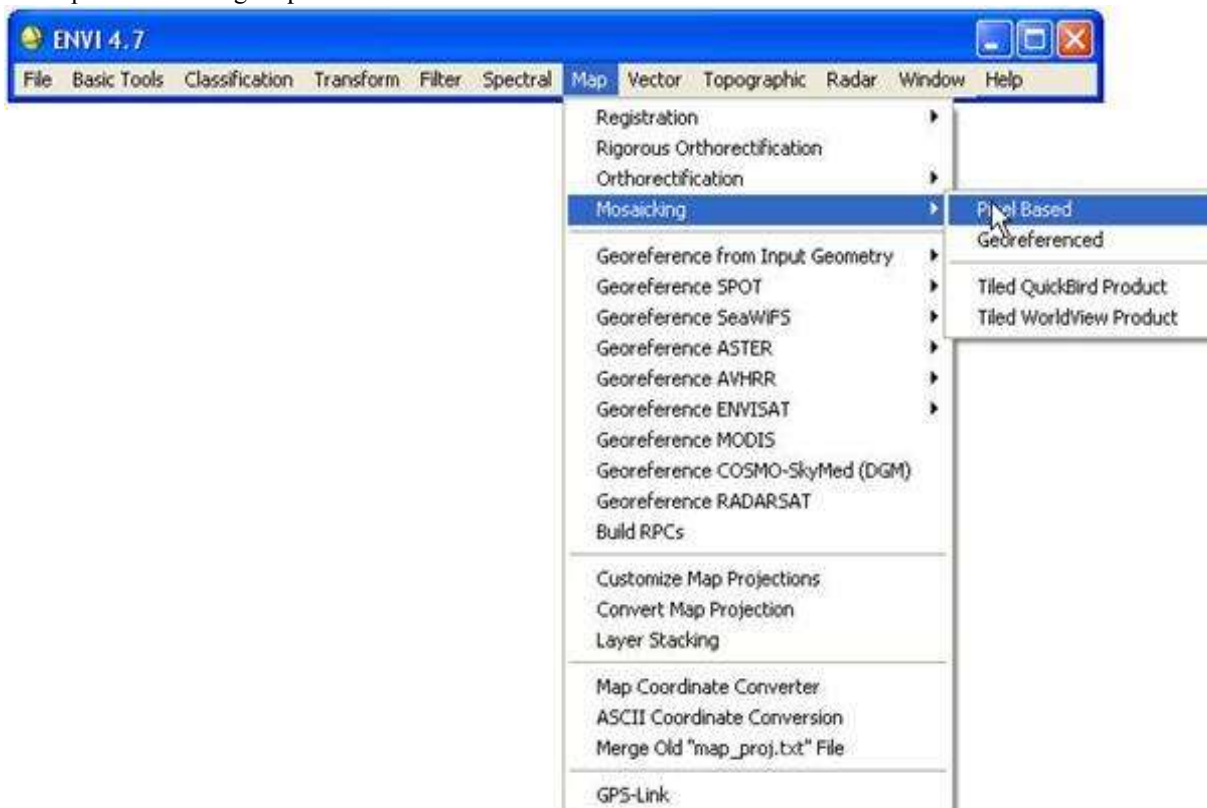 ENVI 4.7
File Basic Tools Classification Transform Filter Spectral Map Vector Topographic Radar Window Help
Registration
Rigorous Orthorectification
Orthorectification
Mosaicking
Pixel Based
Georeferenced
Tiled QuickBird Product
Tiled WorldView Product
Georeference from Input Geometry
Georeference SPOT
Georeference SeaWiFS
Georeference ASTER
Georeference AVHRR
Georeference ENVISAT
Georeference MODIS
Georeference COSMO-SkyMed (DGM)
Georeference RADARSAT
Build RPCs
Customize Map Projections
Convert Map Projection
Layer Stacking
Map Coordinate Converter
ASCII Coordinate Conversion
Merge Old "map_proj.txt" File
GPS-Link